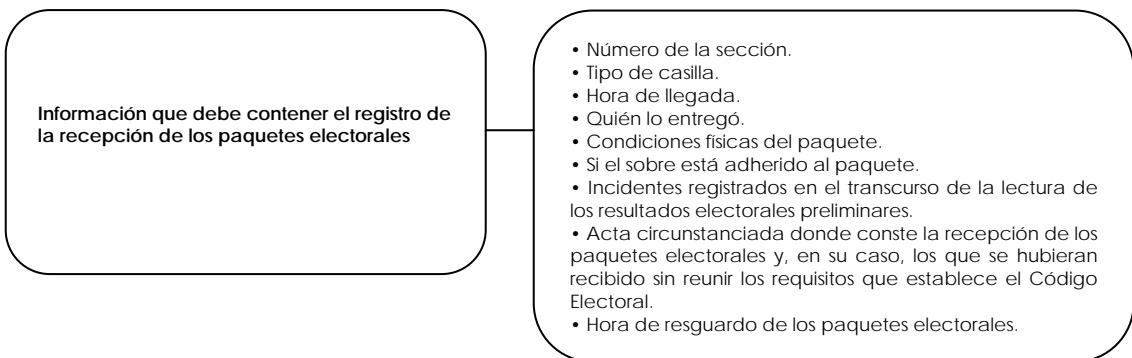 Información que debe contener el registro de
la recepción de los paquetes electorales
• Número de la sección.
• Tipo de casilla.
• Hora de llegada.
• Quién lo entregó.
• Condiciones físicas del paquete.
• Si el sobre está adherido al paquete.
• Incidentes registrados en el transcurso de la lectura de
los resultados electorales preliminares.
• Acta circunstanciada donde conste la recepción de los
paquetes electorales y, en su caso, los que se hubieran
recibido sin reunir los requisitos que establece el Código
Electoral.
• Hora de resguardo de los paquetes electorales.